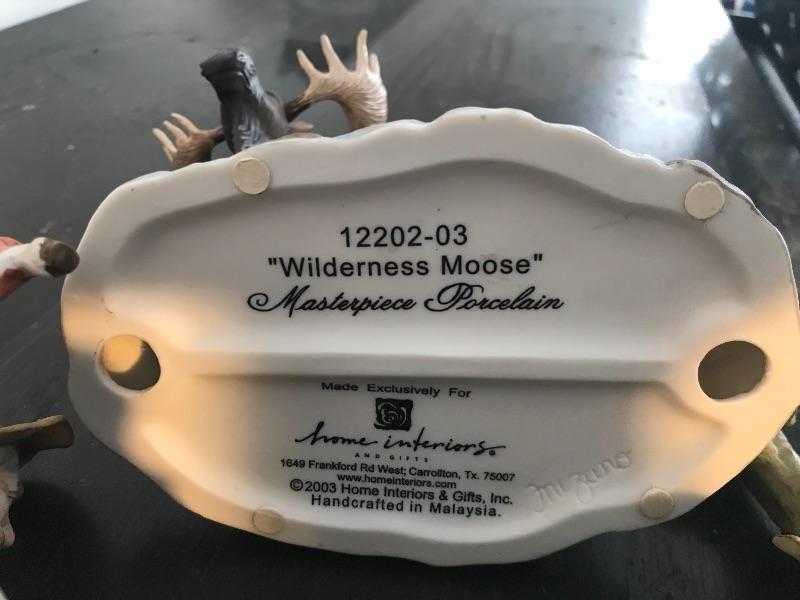 12202-03
"Wilderness Moose"
Masterpiece Porcelain
Made Exclusively For
home interiors.
AND GIFTS
1649 Frankford Rd West; Carrollton, Tx. 75007
www.homeinteriors.com
©2003 Home Interiors & Gifts, Inc.
Handcrafted in Malaysia.
mizuno